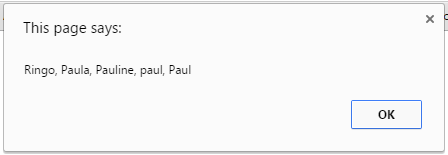 This page says:
Ringo, Paula, Pauline, paul, Paul
OK